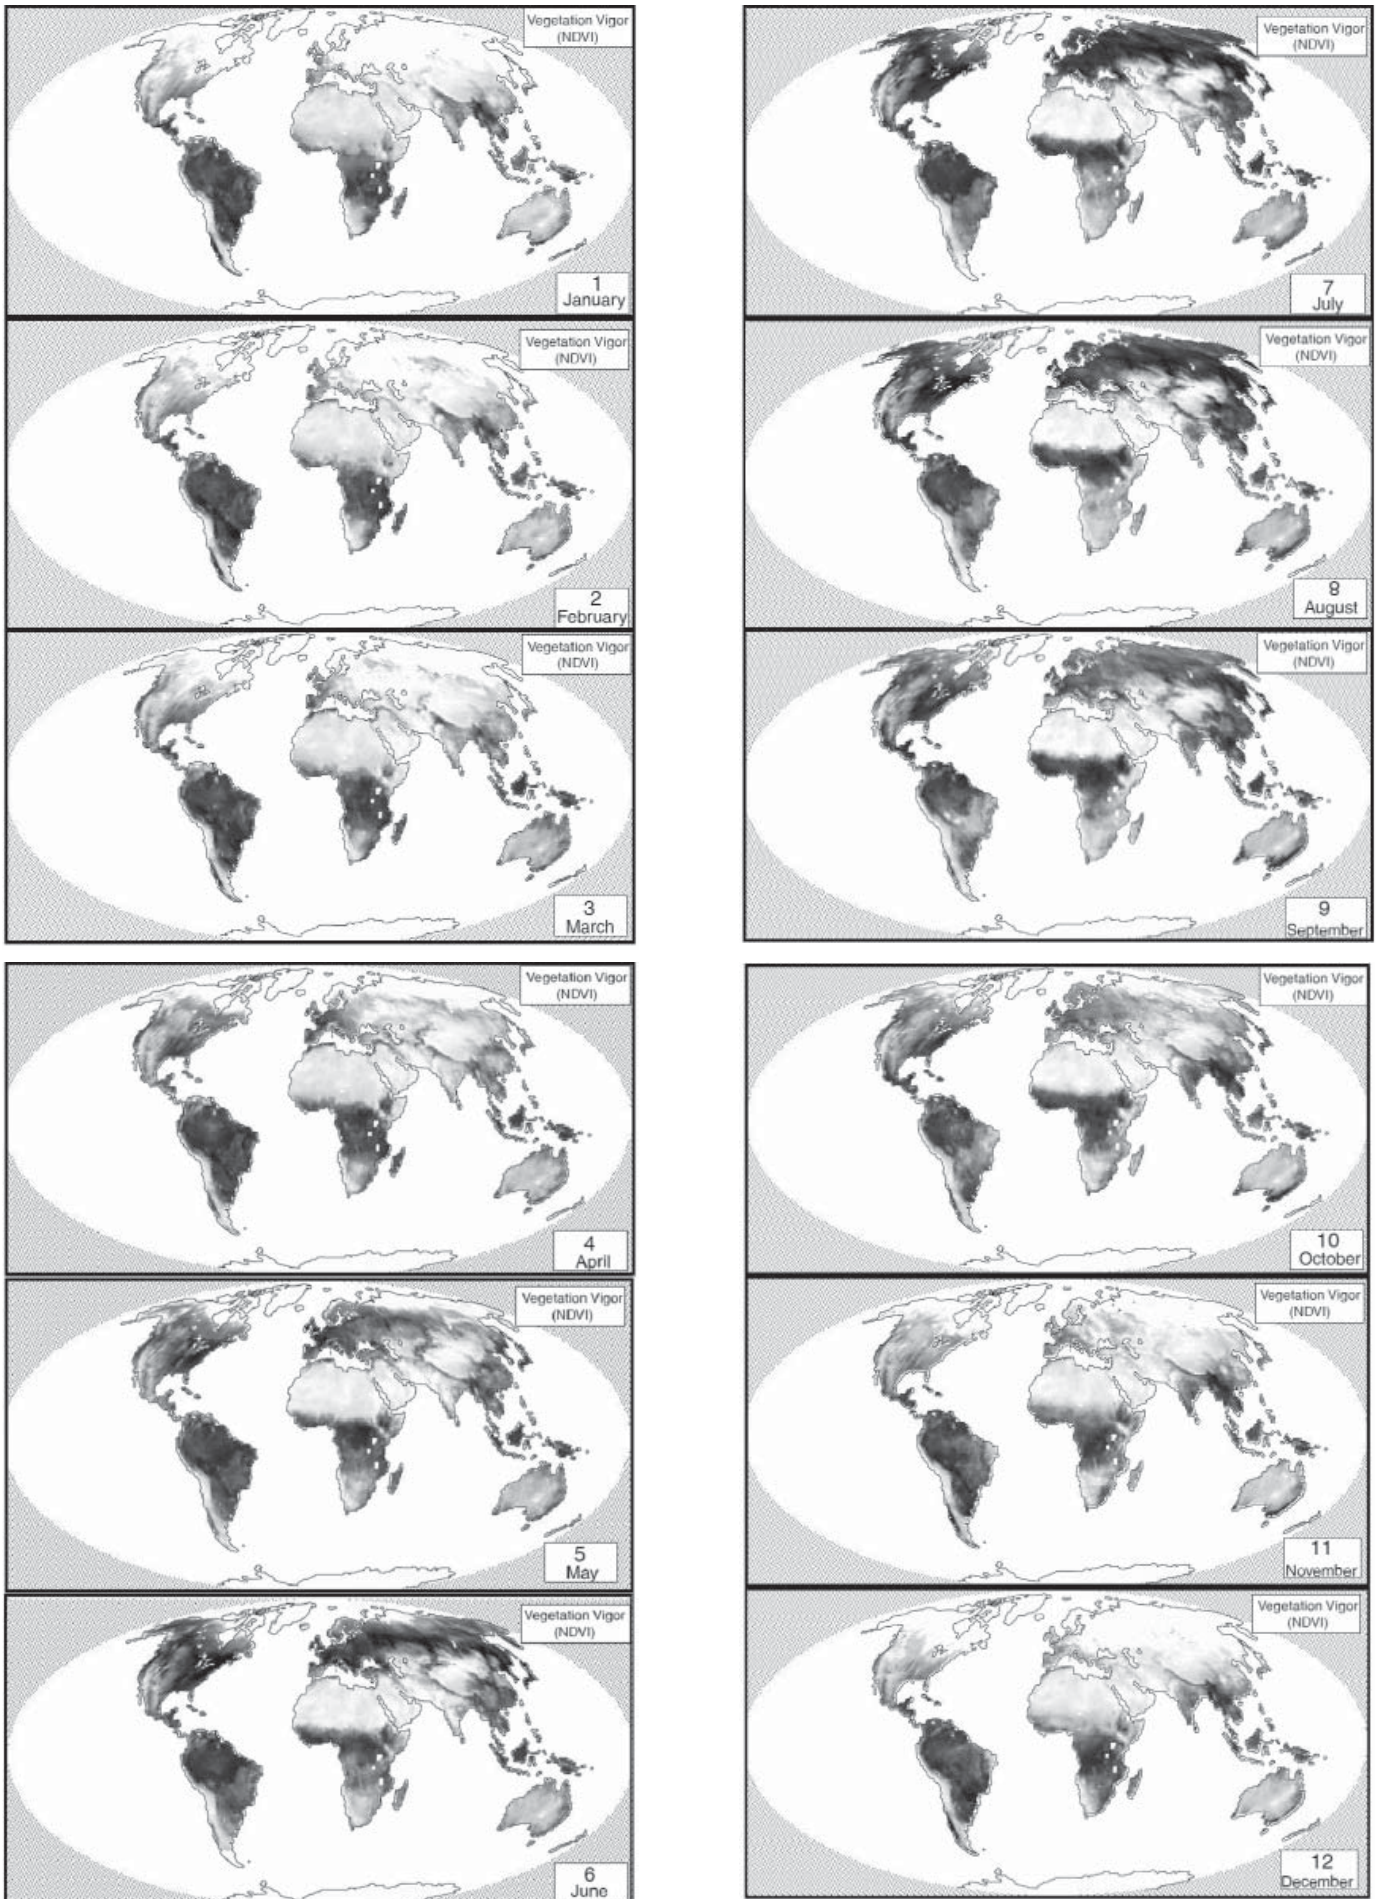 Vegetation Vigor
(NDVI)
1
January
Vegetation Vigor
(NDVI)
2
February
Vegetation Vigor
(NDVI)
3
March
Vegetation Vigor
(NDVI)
4
April
Vegetation Vigor
(NDVI)
5
May
Vegetation Vigor
(NDVI)
6
June
Vegetation Vigor
(NDVI)
7
July
Vegetation Vigor
(NDVI)
8
August
Vegetation Vigor
(NDVI)
9
September
Vegetation Vigor
(NDVI)
10
October
Vegetation Vigor
(NDVI)
11
November
Vegetation Vigor
(NDVI)
12
December